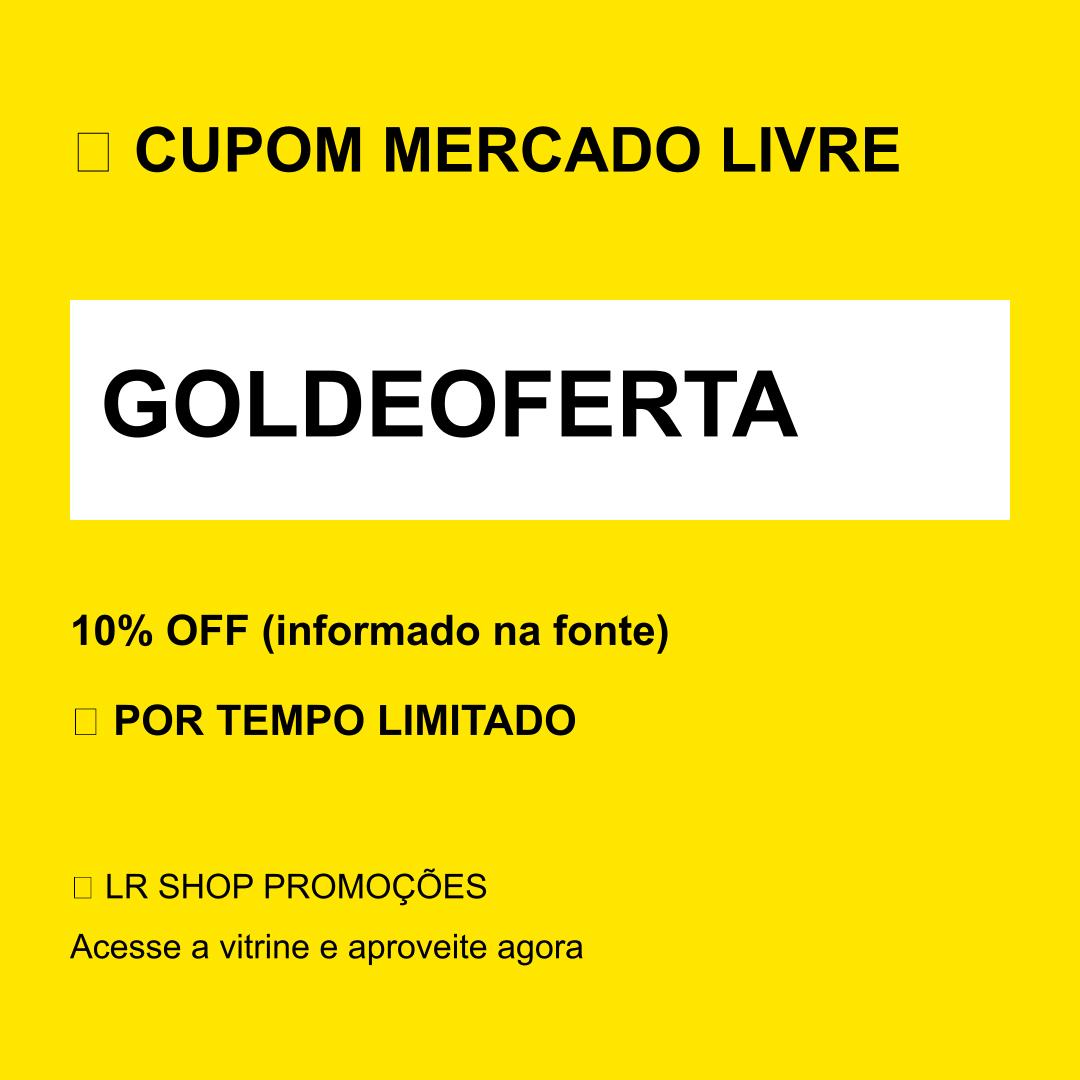 CUPOM MERCADO LIVRE
GOLDEOFERTA
10% OFF (informado na fonte)
POR TEMPO LIMITADO
LR SHOP PROMOÇÕES
Acesse a vitrine e aproveite agora